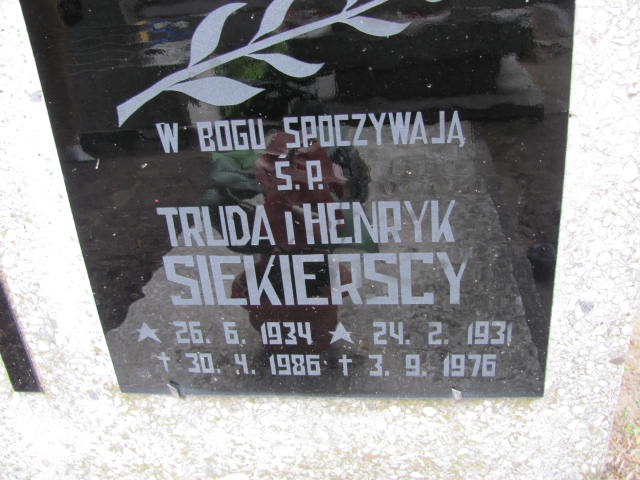 W BOGU SPOCZYWAJĄ
Ś.P.
TRUDA i HENRYK
SIEKIERSCY
★ 26. 6. 1934 ★ 24. 2. 1931
† 30. 4. 1986 † 3. 9. 1976